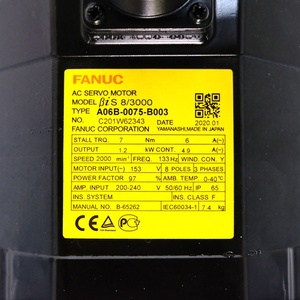 FANUC
AC SERVO MOTOR
MODEL βiS 8/3000
TYPE A06B-0075-B003
NO. C201W62343 2020.01
FANUC CORPORATION YAMANASHI, MADE IN JAPAN
STALL TRQ. 7 Nm 6 A(~)
OUTPUT 1.2 kW CONT. 4.9 A(~)
SPEED 2000 min⁻¹ FREQ. 133 Hz WIND. CON. Y
MOTOR INPUT(~) 153 V 8 POLES 3 PHASES
POWER FACTOR 97 % AMB. TEMP. 0-40°C
AMP. INPUT 200-240 V 50/60 Hz IP 65
INS. SYSTEM INS. CLASS F
MANUAL NO. B-65262 IEC60034-1 7.4 kg